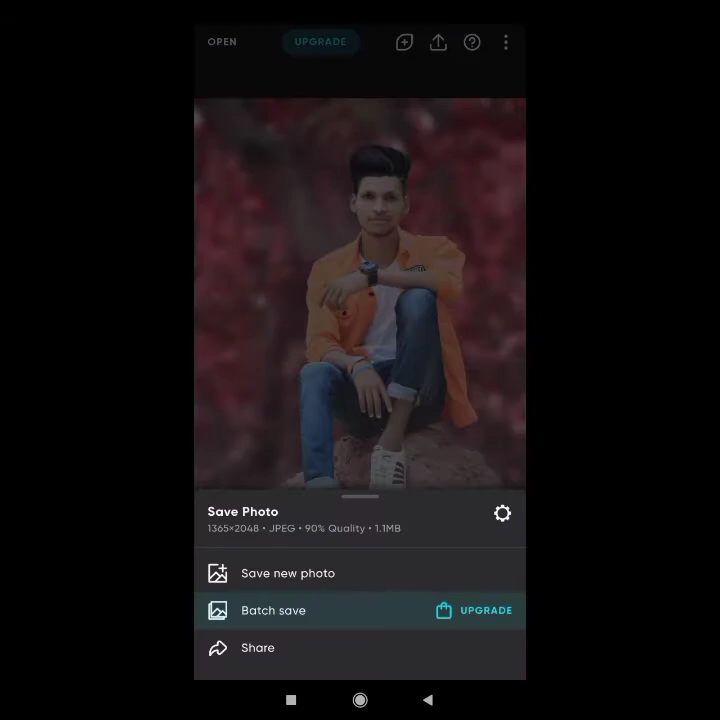 OPEN
UPGRADE
Save Photo
1365×2048 • JPEG • 90% Quality • 1.1MB
Save new photo
Batch save
UPGRADE
Share